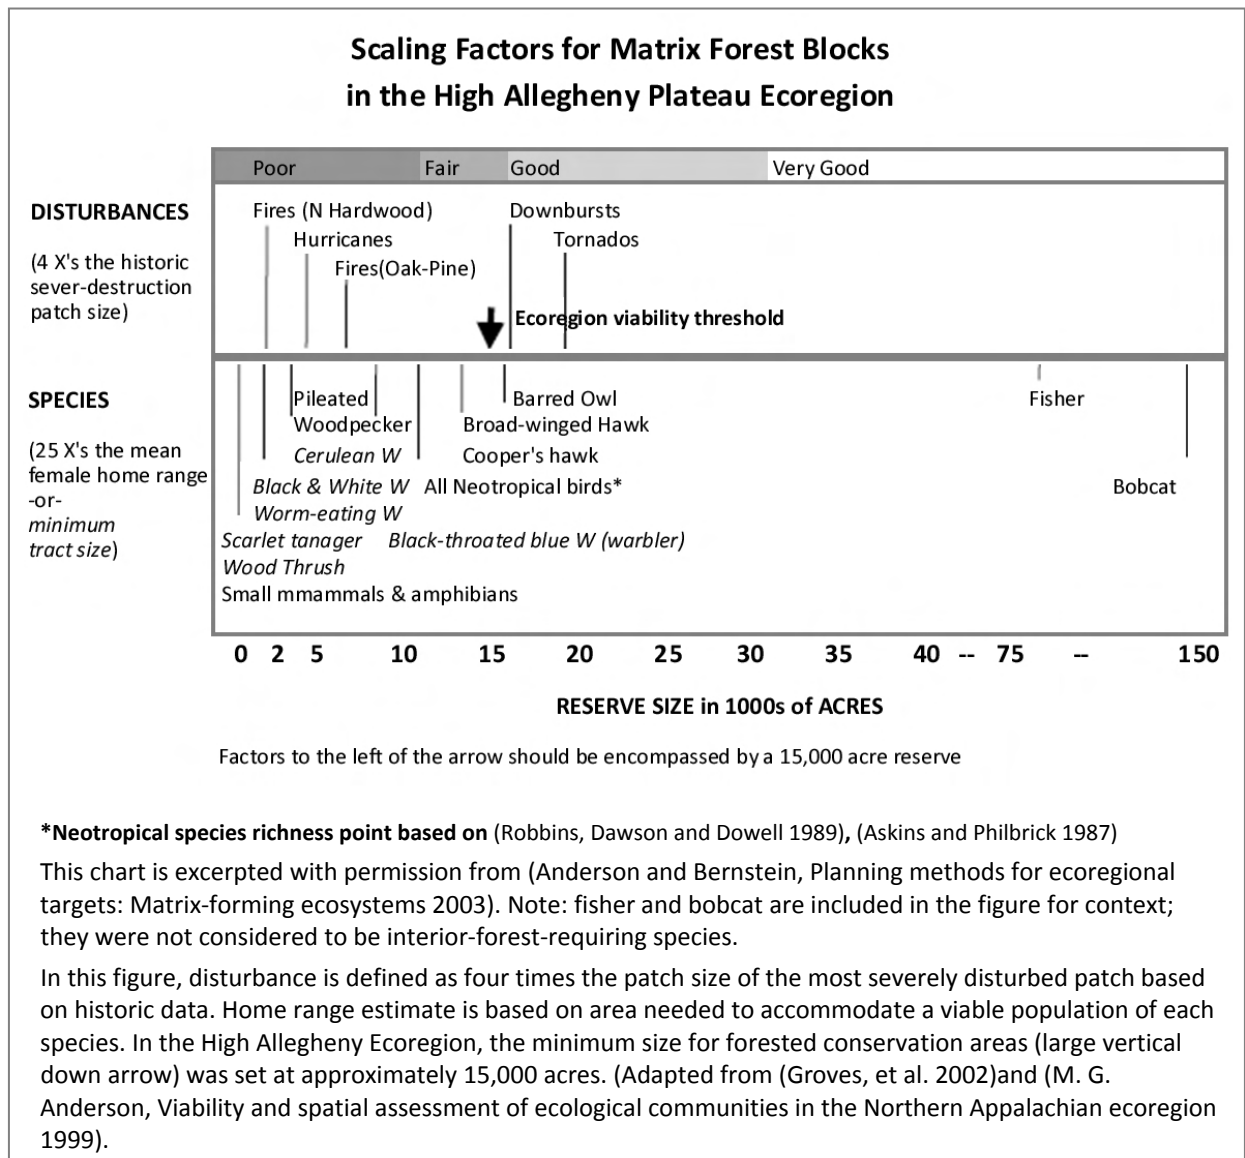 Scaling Factors for Matrix Forest Blocks
in the High Allegheny Plateau Ecoregion
Poor Fair Good Very Good
DISTURBANCES
(4 X's the historic
sever-destruction
patch size)
Fires (N Hardwood) Downbursts
Hurricanes Tornados
Fires(Oak-Pine)
Ecoregion viability threshold
SPECIES
(25 X's the mean
female home range
-or-
minimum
tract size)
Pileated Barred Owl Fisher
Woodpecker Broad-winged Hawk
Cerulean W Cooper's hawk
Black & White W All Neotropical birds* Bobcat
Worm-eating W
Scarlet tanager Black-throated blue W (warbler)
Wood Thrush
Small mmammals & amphibians
0 2 5 10 15 20 25 30 35 40 -- 75 -- 150
RESERVE SIZE in 1000s of ACRES
Factors to the left of the arrow should be encompassed by a 15,000 acre reserve
*Neotropical species richness point based on (Robbins, Dawson and Dowell 1989), (Askins and Philbrick 1987)
This chart is excerpted with permission from (Anderson and Bernstein, Planning methods for ecoregional
targets: Matrix-forming ecosystems 2003). Note: fisher and bobcat are included in the figure for context;
they were not considered to be interior-forest-requiring species.
In this figure, disturbance is defined as four times the patch size of the most severely disturbed patch based
on historic data. Home range estimate is based on area needed to accommodate a viable population of each
species. In the High Allegheny Ecoregion, the minimum size for forested conservation areas (large vertical
down arrow) was set at approximately 15,000 acres. (Adapted from (Groves, et al. 2002)and (M. G.
Anderson, Viability and spatial assessment of ecological communities in the Northern Appalachian ecoregion
1999).